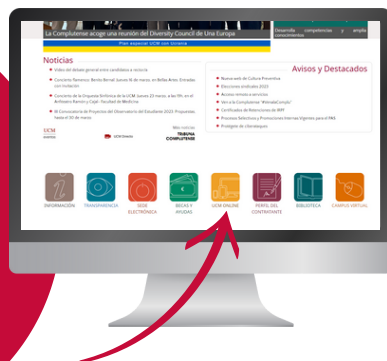 La Complutense acoge una reunión del Diversity Council de Una Europa
Desarrolla competencias y amplía conocimientos
Plan especial UCM con Ucrania
Noticias
Vídeo del debate general entre candidatos a rectoría
Concierto flamenco: Benito Bernal. Jueves 16 de marzo, en Bellas Artes. Entradas
con invitación
Concierto de la Orquesta Sinfónica de la UCM. Jueves 23 marzo, a las 19h, en el
Anfiteatro Ramón y Cajal. Facultad de Medicina
III Convocatoria de Proyectos del Observatorio del Estudiante 2023. Propuestas
hasta el 30 de marzo
Más noticias
UCM
TRIBUNA
COMPLUTENSE
Avisos y Destacados
Nueva web de Cultura Preventiva
Elecciones sindicales 2023
Acceso remoto a servicios
Ven a la Complutense
Certificados de Retenciones de IRPF
Procesos Selectivos y Promociones Internas Vigentes para el PAS
Protégete de ciberataques
INFORMACIÓN
TRANSPARENCIA
SEDE
ELECTRÓNICA
BECAS Y
AYUDAS
UCM ONLINE
PERFIL DEL
CONTRATANTE
BIBLIOTECA
CAMPUS VIRTUAL